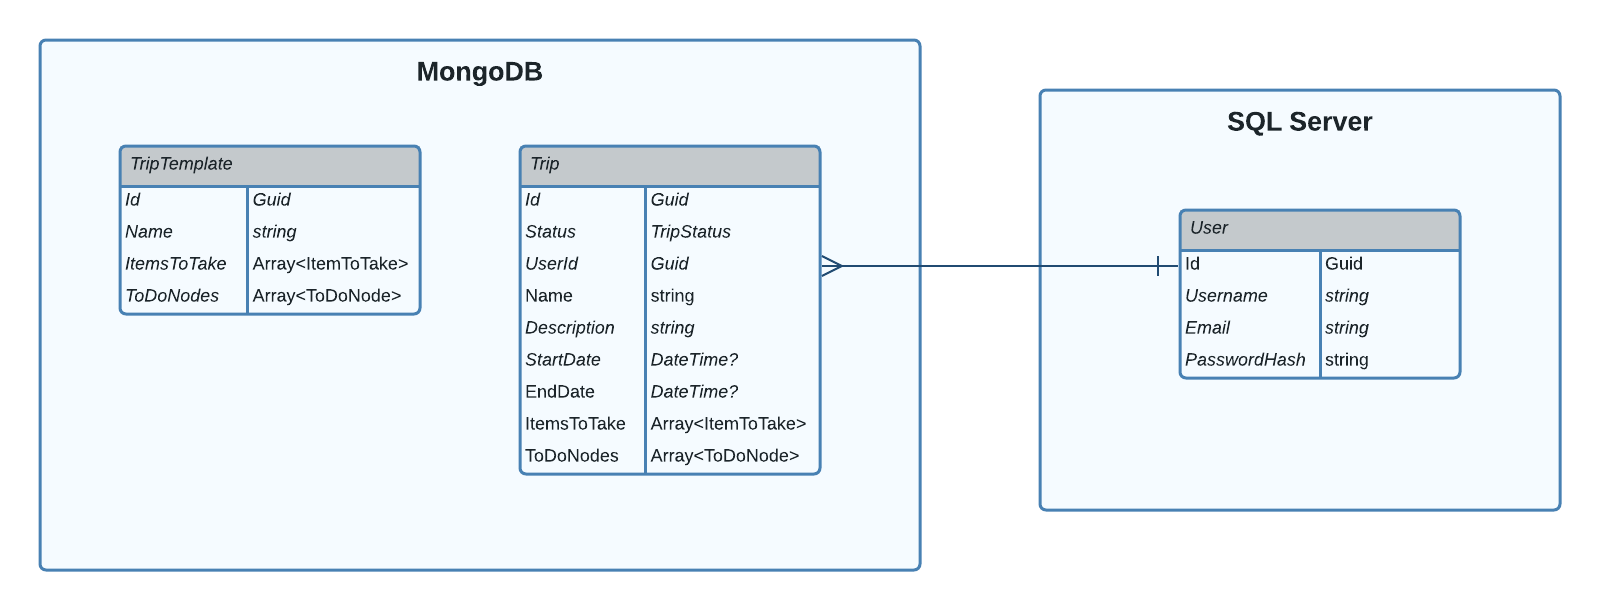 MongoDB
TripTemplate
Id Guid
Name string
ItemsToTake Array<ItemToTake>
ToDoNodes Array<ToDoNode>
Trip
Id Guid
Status TripStatus
UserId Guid
Name string
Description string
StartDate DateTime?
EndDate DateTime?
ItemsToTake Array<ItemToTake>
ToDoNodes Array<ToDoNode>
SQL Server
User
Id Guid
Username string
Email string
PasswordHash string